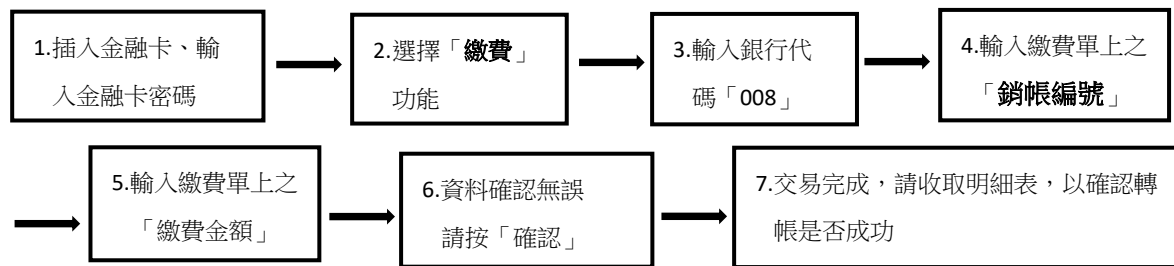 1.插入金融卡、輸
入金融卡密碼
2.選擇「繳費」
功能
3.輸入銀行代
碼「008」
4.輸入繳費單上之
「銷帳編號」
5.輸入繳費單上之
「繳費金額」
6.資料確認無誤
請按「確認」
7.交易完成，請收取明細表，以確認轉
帳是否成功